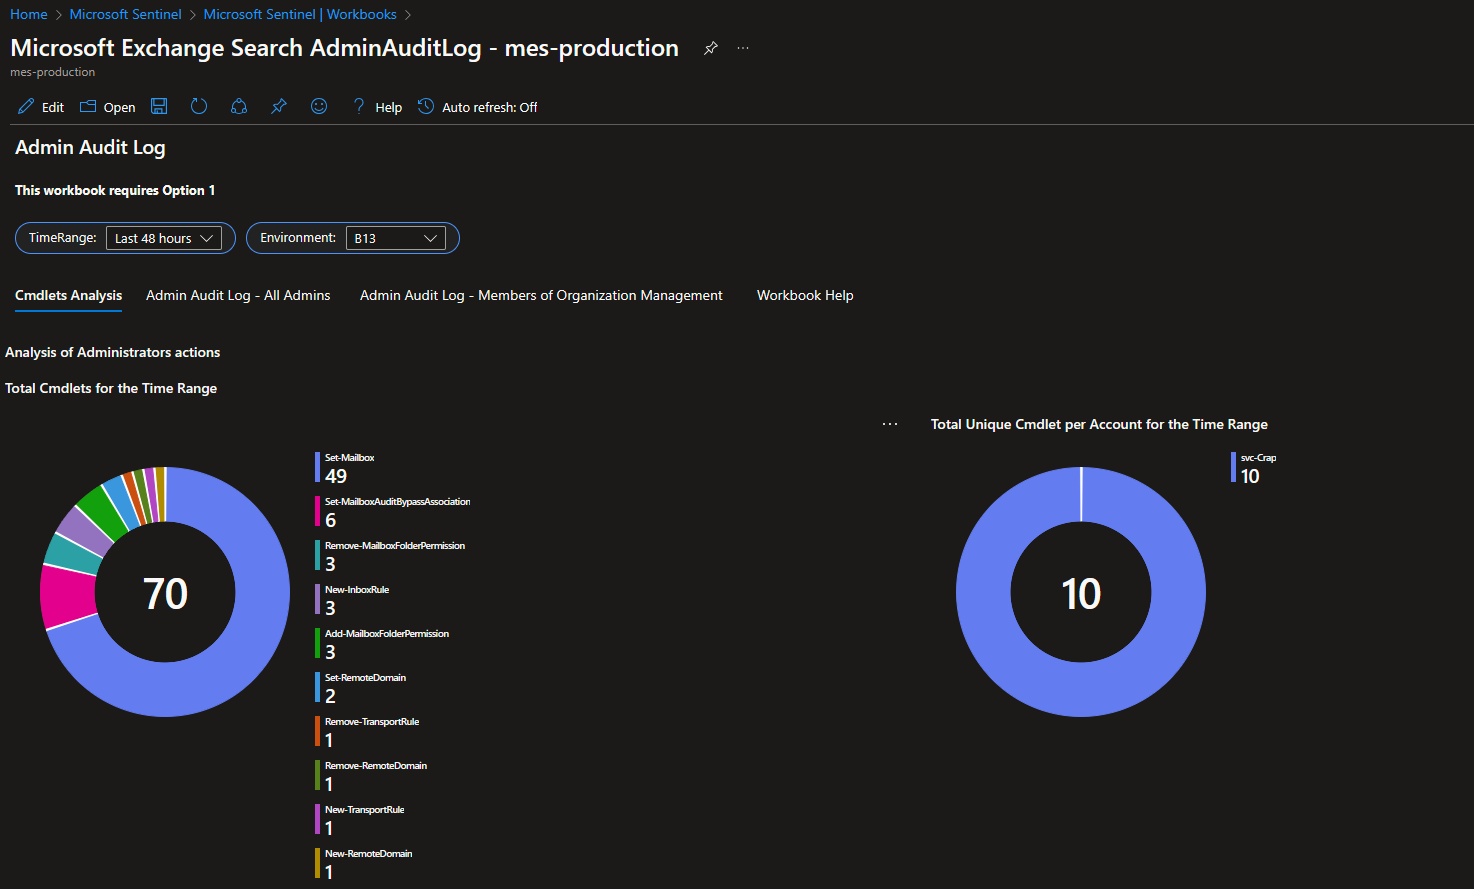 Home > Microsoft Sentinel > Microsoft Sentinel | Workbooks >
Microsoft Exchange Search AdminAuditLog - mes-production
mes-production
Edit Open Help Auto refresh: Off
Admin Audit Log
This workbook requires Option 1
TimeRange: Last 48 hours Environment: B13
Cmdlets Analysis Admin Audit Log - All Admins Admin Audit Log - Members of Organization Management Workbook Help
Analysis of Administrators actions
Total Cmdlets for the Time Range
70
Set-Mailbox
49
Set-MailboxAuditBypassAssociation
6
Remove-MailboxFolderPermission
3
New-InboxRule
3
Add-MailboxFolderPermission
3
Set-RemoteDomain
2
Remove-TransportRule
1
Remove-RemoteDomain
1
New-TransportRule
1
New-RemoteDomain
1
Total Unique Cmdlet per Account for the Time Range
10
svc-Crap
10